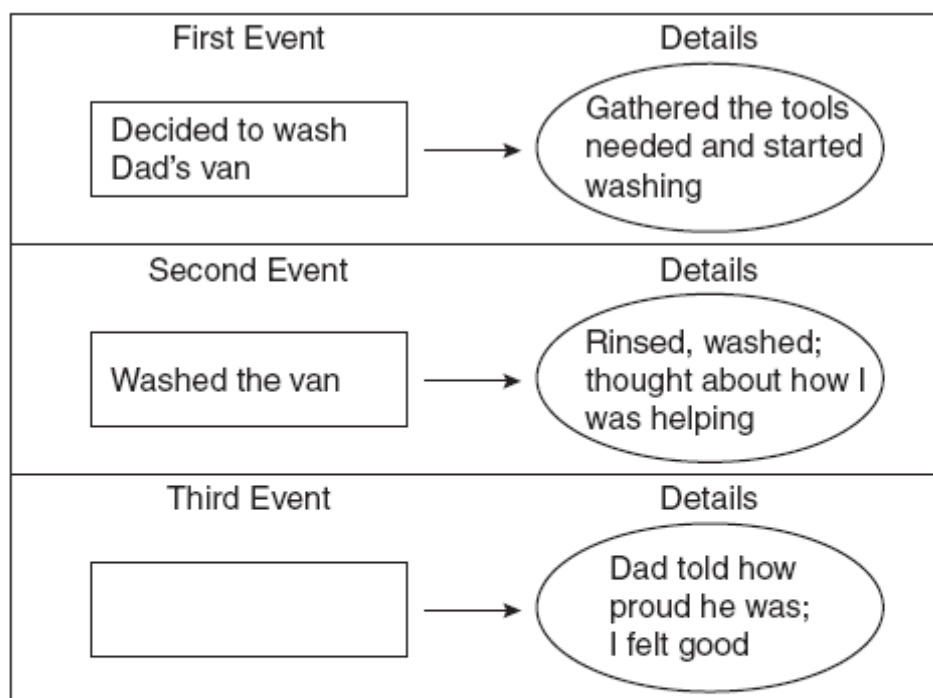 First Event
Details
Decided to wash
Dad's van
Gathered the tools
needed and started
washing
Second Event
Details
Washed the van
Rinsed, washed;
thought about how I
was helping
Third Event
Details
Dad told how
proud he was;
I felt good